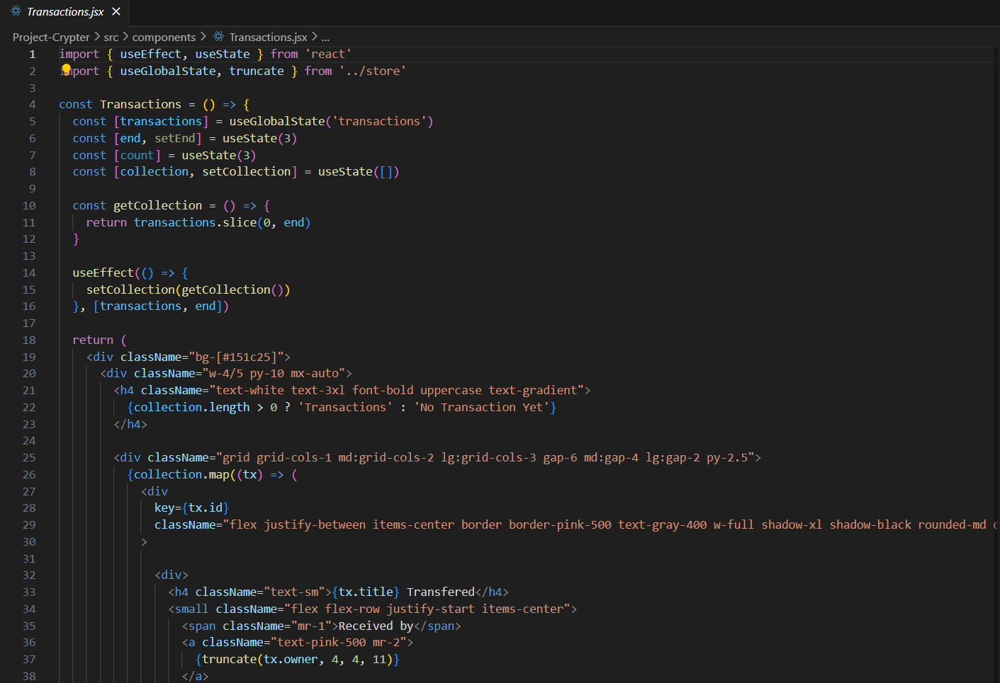 Transactions.jsx
Project-Crypter > src > components > Transactions.jsx > ...
1 import { useEffect, useState } from 'react'
2 import { useGlobalState, truncate } from '../store'
3
4 const Transactions = () => {
5   const [transactions] = useGlobalState('transactions')
6   const [end, setEnd] = useState(3)
7   const [count] = useState(3)
8   const [collection, setCollection] = useState([])
9
10   const getCollection = () => {
11     return transactions.slice(0, end)
12   }
13
14   useEffect(() => {
15     setCollection(getCollection())
16   }, [transactions, end])
17
18   return (
19     <div className="bg-[#151c25]">
20       <div className="w-4/5 py-10 mx-auto">
21         <h4 className="text-white text-3xl font-bold uppercase text-gradient">
22           {collection.length > 0 ? 'Transactions' : 'No Transaction Yet'}
23         </h4>
24
25         <div className="grid grid-cols-1 md:grid-cols-2 lg:grid-cols-3 gap-6 md:gap-4 lg:gap-2 py-2.5">
26           {collection.map((tx) => (
27             <div
28               key={tx.id}
29               className="flex justify-between items-center border border-pink-500 text-gray-400 w-full shadow-xl shadow-black rounded-md
30             >
31
32               <div>
33                 <h4 className="text-sm">{tx.title} Transfered</h4>
34                 <small className="flex flex-row justify-start items-center">
35                   <span className="mr-1">Received by</span>
36                   <a className="text-pink-500 mr-2">
37                     {truncate(tx.owner, 4, 4, 11)}
38                   </a>